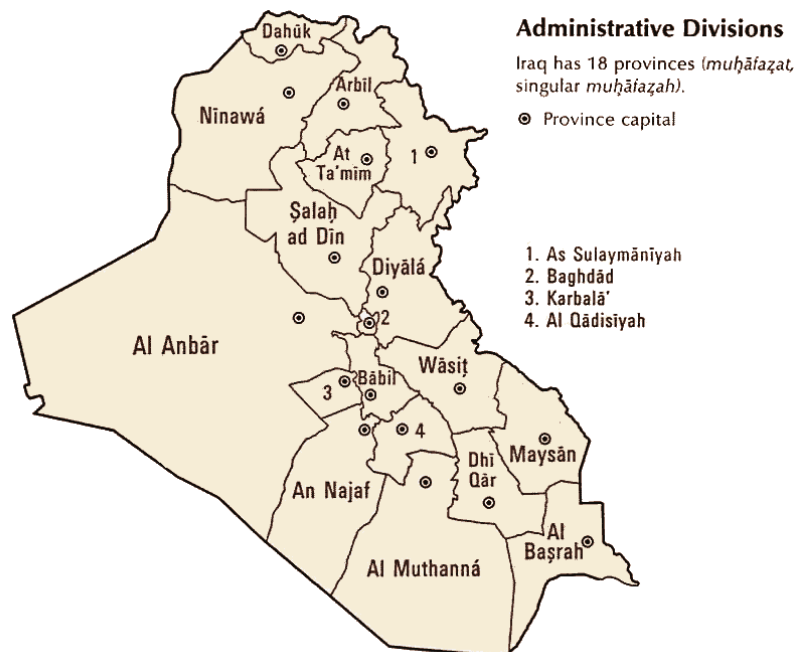 Administrative Divisions
Iraq has 18 provinces (muḩāfaz̧at,
singular muḩāfaz̧ah).
Province capital
Dahūk
Arbīl
Nīnawá
At
Ta'mīm
1
Şalaḩ
ad Dīn
Diyālá
1. As Sulaymānīyah
2. Baghdād
3. Karbalā'
4. Al Qādisīyah
2
Al Anbār
Wāsiţ
Bābil
3
4
Maysān
Dhī
Qār
An Najaf
Al
Başrah
Al Muthanná